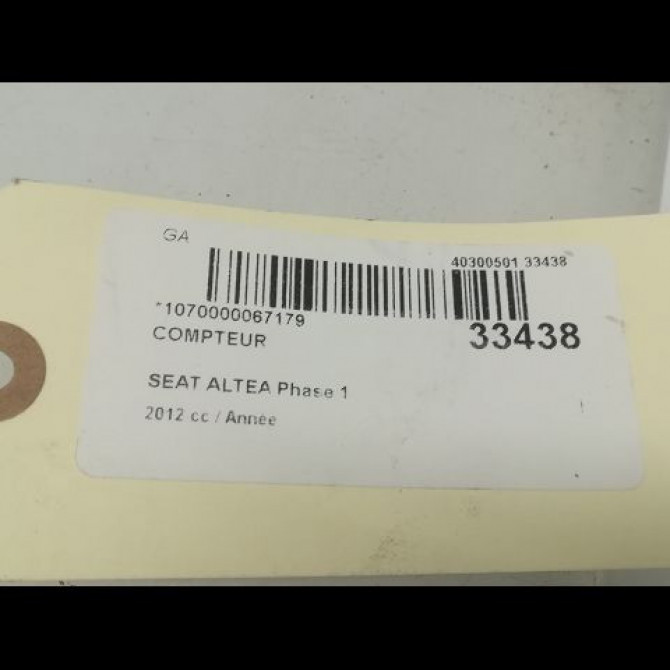 GA
40300501 33438
*1070000067179
33438
COMPTEUR
SEAT ALTEA Phase 1
2012 cc / Année